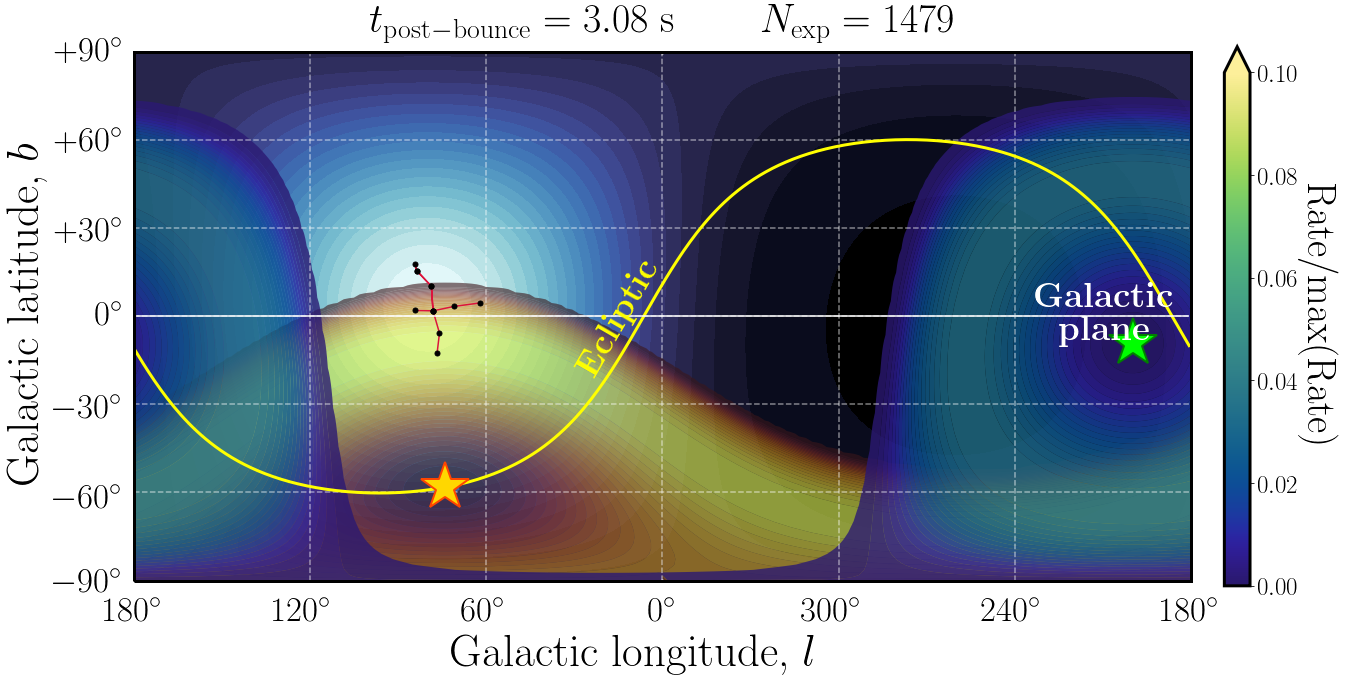 t_post−bounce = 3.08 s N_exp = 1479
+90°
+60°
+30°
0°
−30°
−60°
−90°
Galactic latitude, b
180°
120°
60°
0°
300°
240°
180°
Galactic longitude, l
Ecliptic
Galactic
plane
0.10
0.08
0.06
0.04
0.02
0.00
Rate/max(Rate)